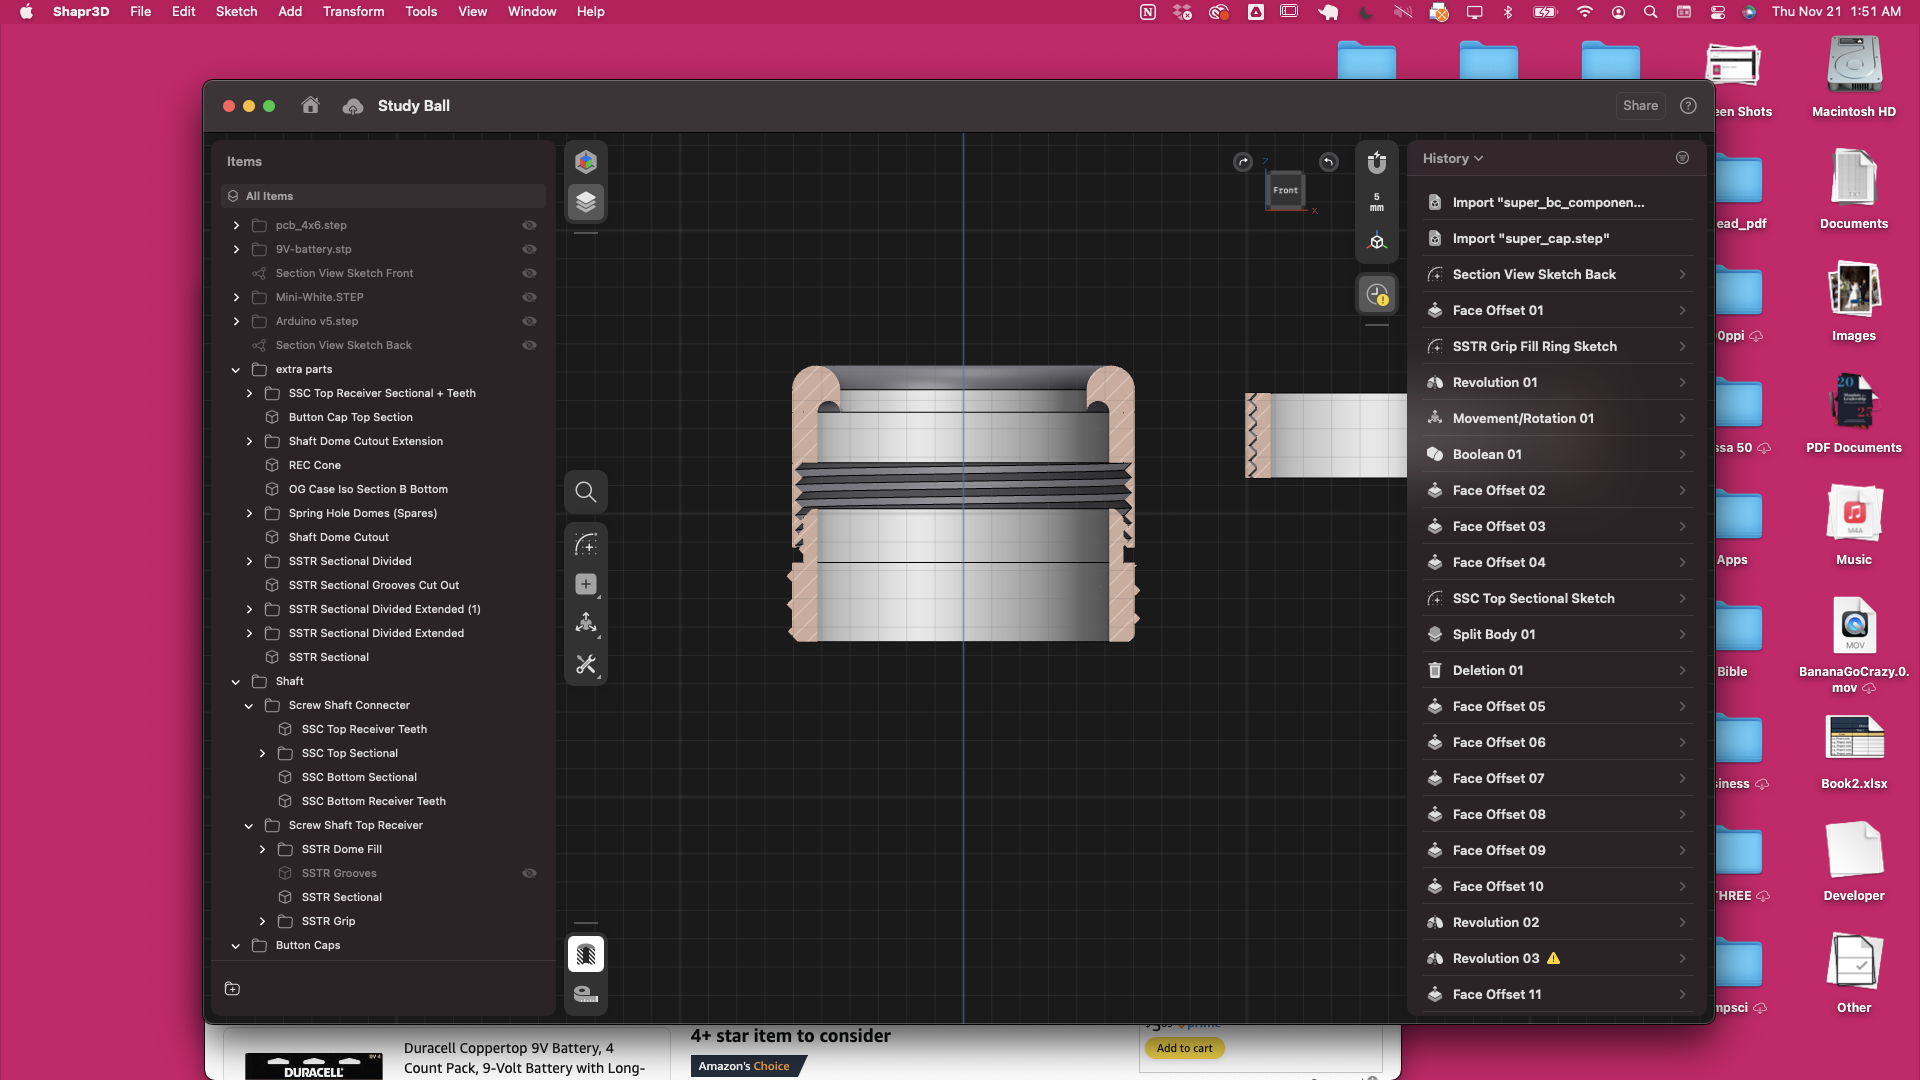 Shapr3D File Edit Sketch Add Transform Tools View Window Help Thu Nov 21 1:51 AM
Study Ball
Share
Items
All Items
pcb_4x6.step
9V-battery.stp
Section View Sketch Front
Mini-White.STEP
Arduino v5.step
Section View Sketch Back
extra parts
SSC Top Receiver Sectional + Teeth
Button Cap Top Section
Shaft Dome Cutout Extension
REC Cone
OG Case Iso Section B Bottom
Spring Hole Domes (Spares)
Shaft Dome Cutout
SSTR Sectional Divided
SSTR Sectional Grooves Cut Out
SSTR Sectional Divided Extended (1)
SSTR Sectional Divided Extended
SSTR Sectional
Shaft
Screw Shaft Connecter
SSC Top Receiver Teeth
SSC Top Sectional
SSC Bottom Sectional
SSC Bottom Receiver Teeth
Screw Shaft Top Receiver
SSTR Dome Fill
SSTR Grooves
SSTR Sectional
SSTR Grip
Button Caps
Z
Front
X
5
mm
History
Import "super_bc_componen...
Import "super_cap.step"
Section View Sketch Back
Face Offset 01
SSTR Grip Fill Ring Sketch
Revolution 01
Movement/Rotation 01
Boolean 01
Face Offset 02
Face Offset 03
Face Offset 04
SSC Top Sectional Sketch
Split Body 01
Deletion 01
Face Offset 05
Face Offset 06
Face Offset 07
Face Offset 08
Face Offset 09
Face Offset 10
Revolution 02
Revolution 03
Face Offset 11
een Shots
ead_pdf
0ppi
ssa 50
Apps
Bible
siness
THREE
mpsci
Macintosh HD
TXT
Documents
Images
PDF Documents
M4A
Music
MOV
BananaGoCrazy.0.
mov
Book2.xlsx
Developer
Other
DURACELL
Duracell Coppertop 9V Battery, 4
Count Pack, 9-Volt Battery with Long-
4+ star item to consider
Amazon's Choice
prime
Add to cart